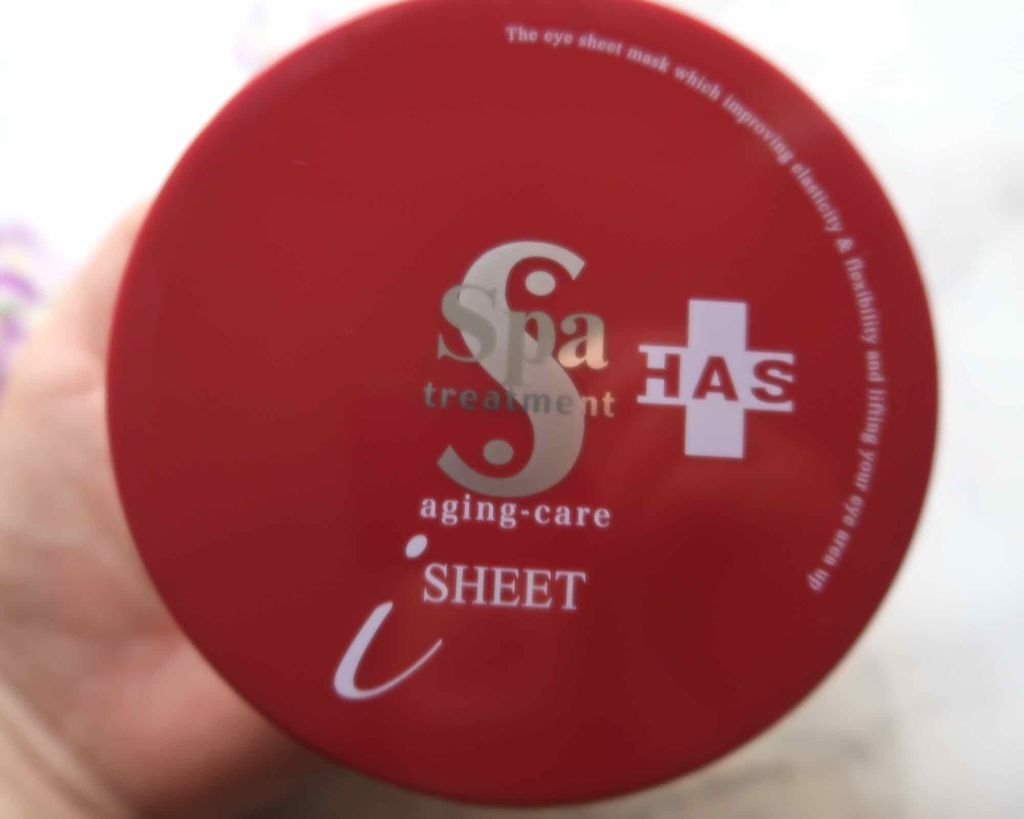 The eye sheet mask which improving elasticity & flexibility and lifting your eye area up
Spa
treatment
HAS
aging-care
i SHEET